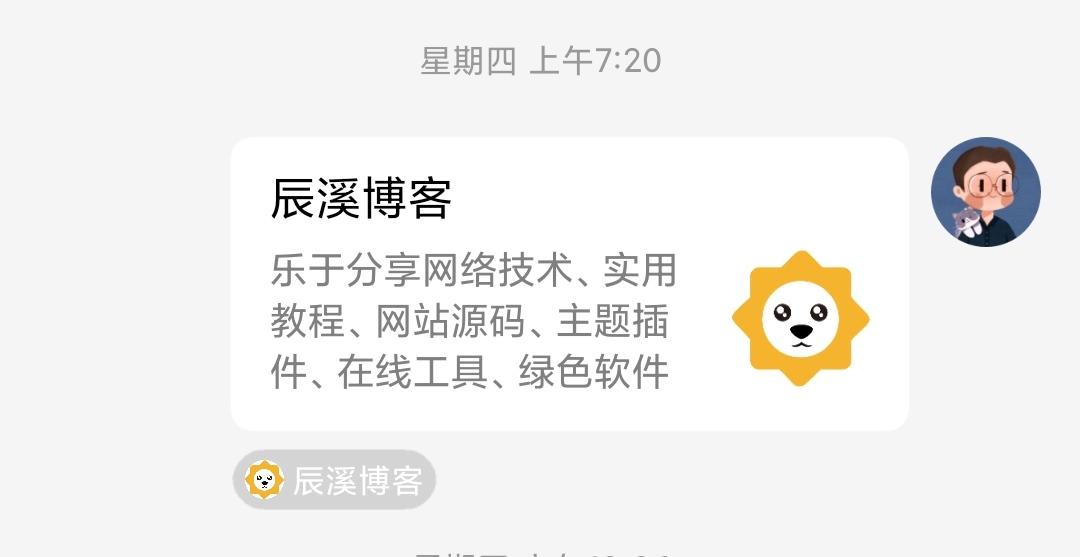 星期四 上午7:20
辰溪博客
乐于分享网络技术、实用
教程、网站源码、主题插
件、在线工具、绿色软件
辰溪博客